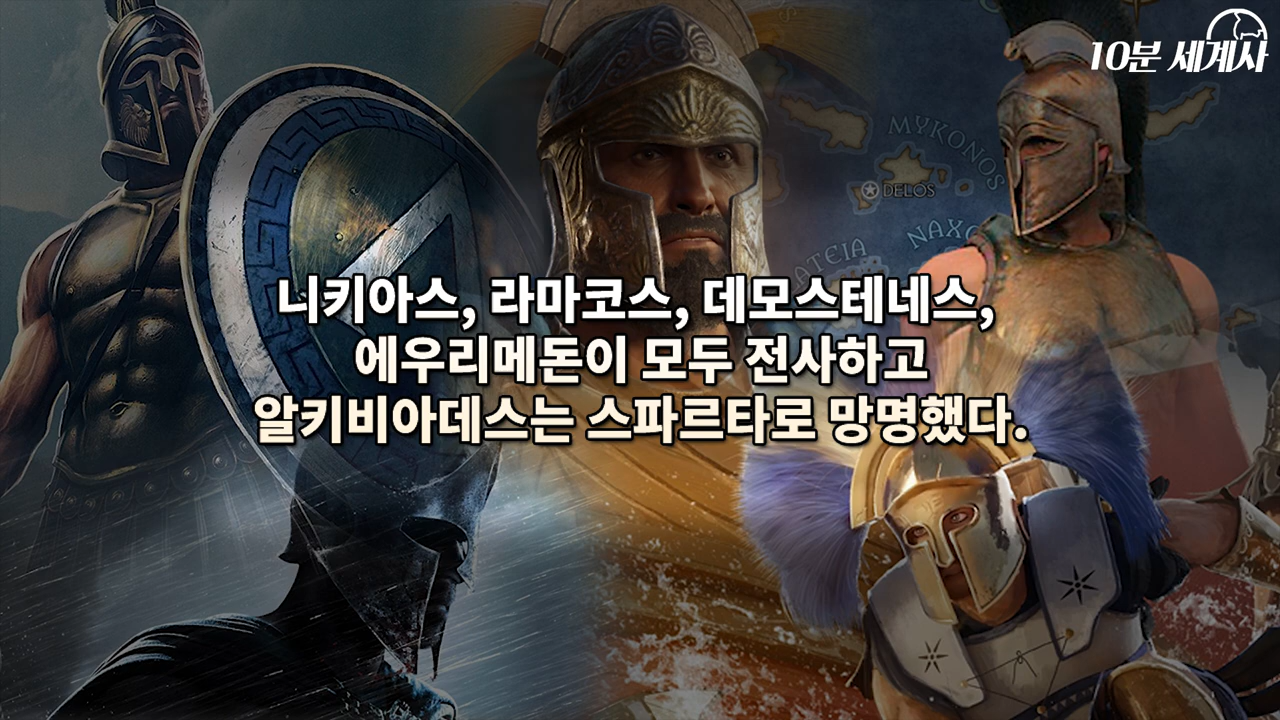 10분 세계사
MYKONOS
DELOS
니키아스, 라마코스, 데모스테네스,
에우리메돈이 모두 전사하고
알키비아데스는 스파르타로 망명했다.